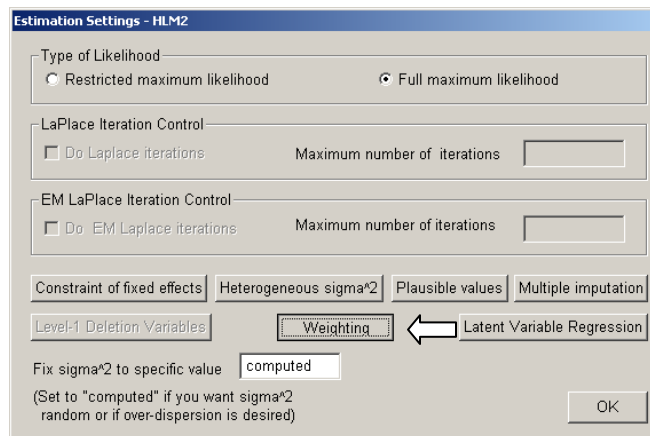 Estimation Settings - HLM2
Type of Likelihood
Restricted maximum likelihood Full maximum likelihood
LaPlace Iteration Control
Do Laplace iterations Maximum number of iterations
EM LaPlace Iteration Control
Do EM Laplace iterations Maximum number of iterations
Constraint of fixed effects Heterogeneous sigma^2 Plausible values Multiple imputation
Level-1 Deletion Variables Weighting Latent Variable Regression
Fix sigma^2 to specific value computed
(Set to "computed" if you want sigma^2
random or if over-dispersion is desired) OK